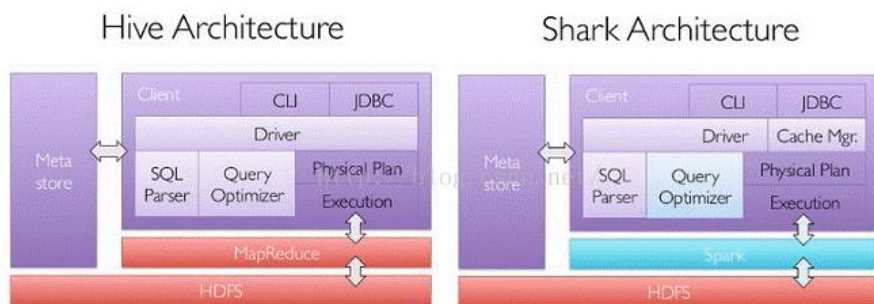 Hive Architecture
Client
CLI
JDBC
Driver
Meta
store
SQL
Parser
Query
Optimizer
Physical Plan
Execution
MapReduce
HDFS
Shark Architecture
Client
CLI
JDBC
Driver
Cache Mgr.
Meta
store
SQL
Parser
Query
Optimizer
Physical Plan
Execution
Spark
HDFS